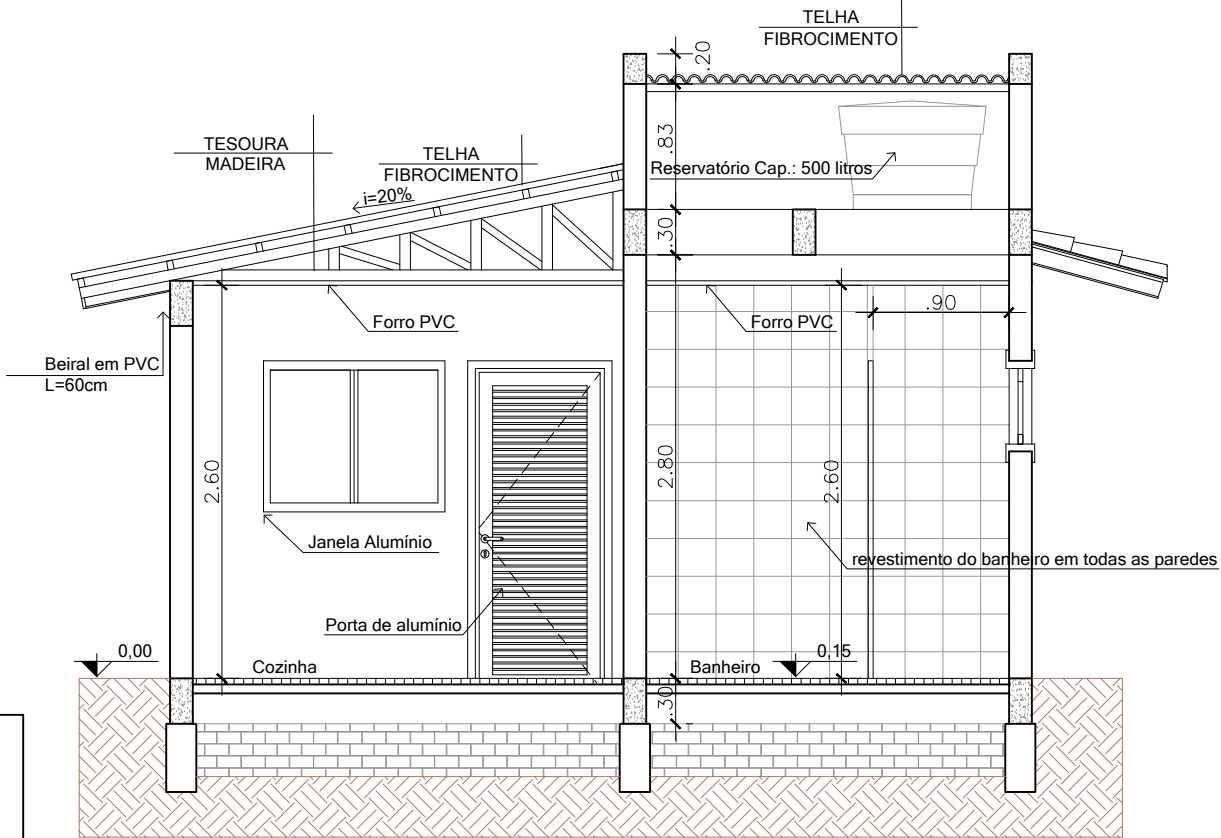 TELHA
FIBROCIMENTO
.20
TESOURA
MADEIRA
TELHA
FIBROCIMENTO
.83
Reservatório Cap.: 500 litros
i=20%
.30
Forro PVC
Forro PVC
.90
Beiral em PVC
L=60cm
2.60
2.80
2.60
Janela Alumínio
revestimento do banheiro em todas as paredes
Porta de alumínio
0,00
Cozinha
Banheiro
0,15
.30